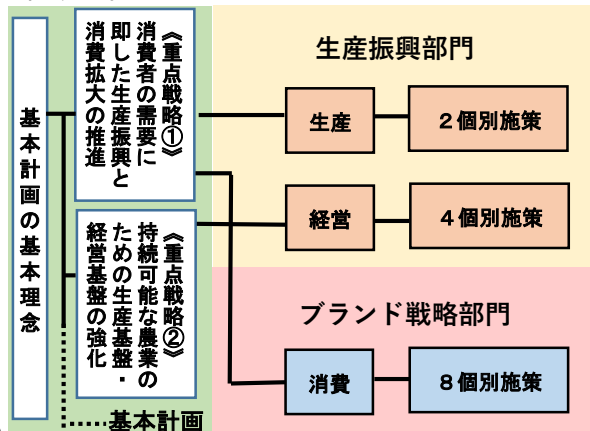 基本計画の基本理念
《重点戦略①》
消費者の需要に
即した生産振興と
消費拡大の推進
《重点戦略②》
持続可能な農業の
ための生産基盤・
経営基盤の強化
基本計画
生産振興部門
生産
2個別施策
経営
4個別施策
ブランド戦略部門
消費
8個別施策